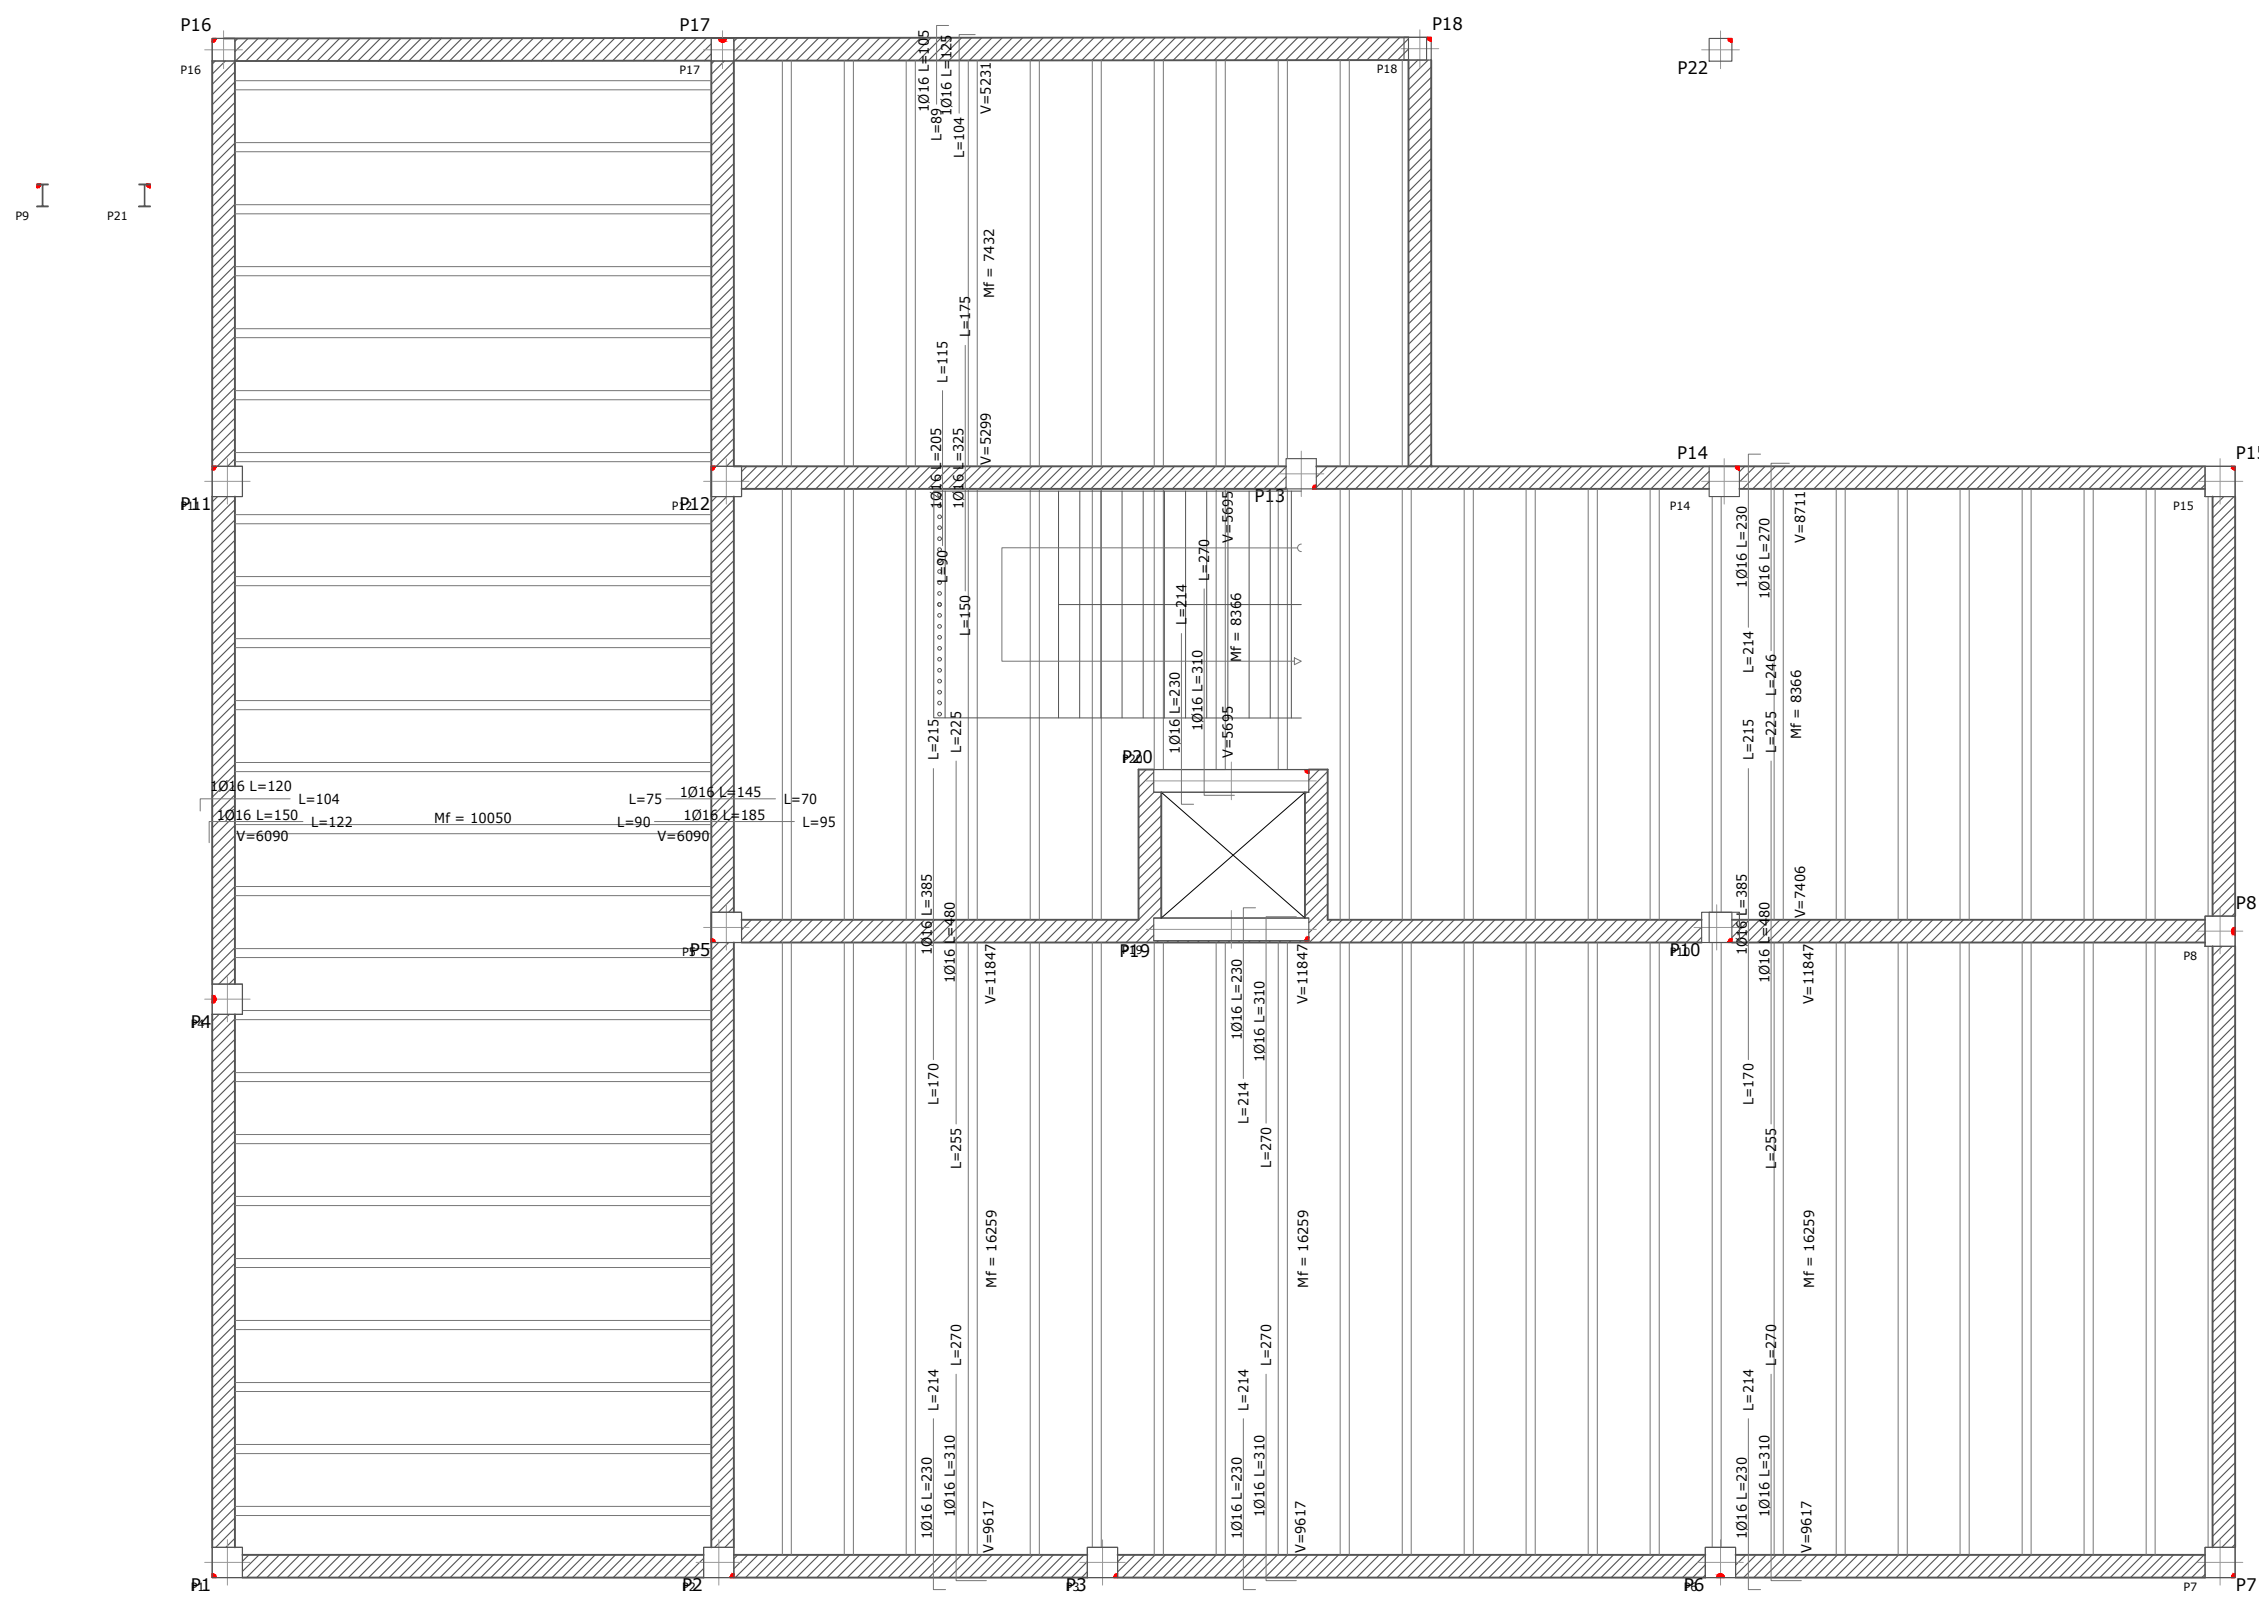 P16
P17
P18
P16
P17
P18
P22
1Ø16 L=105
1Ø16 L=125
L=89
L=104
V=5231
P9
P21
Mf = 7432
L=175
L=115
V=5299
1Ø16 L=205
1Ø16 L=325
P14
P15
P11
P12
P12
P13
P14
P15
V=5695
V=8711
1Ø16 L=230
1Ø16 L=270
L=90
L=150
L=270
L=214
Mf = 8366
L=214
L=246
Mf = 8366
1Ø16 L=230
1Ø16 L=310
V=5695
L=215
L=225
L=215
L=225
P20
1Ø16 L=120
L=104
L=75
1Ø16 L=145
L=70
1Ø16 L=150
L=122
Mf = 10050
L=90
1Ø16 L=185
L=95
V=6090
V=6090
1Ø16 L=385
1Ø16 L=480
1Ø16 L=385
1Ø16 L=480
V=7406
P8
P5
P19
P10
P8
V=11847
V=11847
V=11847
1Ø16 L=230
1Ø16 L=310
P4
L=170
L=255
L=214
L=270
L=170
L=255
Mf = 16259
Mf = 16259
Mf = 16259
L=270
L=214
L=270
L=214
L=270
L=214
1Ø16 L=230
1Ø16 L=310
V=9617
1Ø16 L=230
1Ø16 L=310
V=9617
1Ø16 L=230
1Ø16 L=310
V=9617
P1
P2
P3
P6
P7
P7